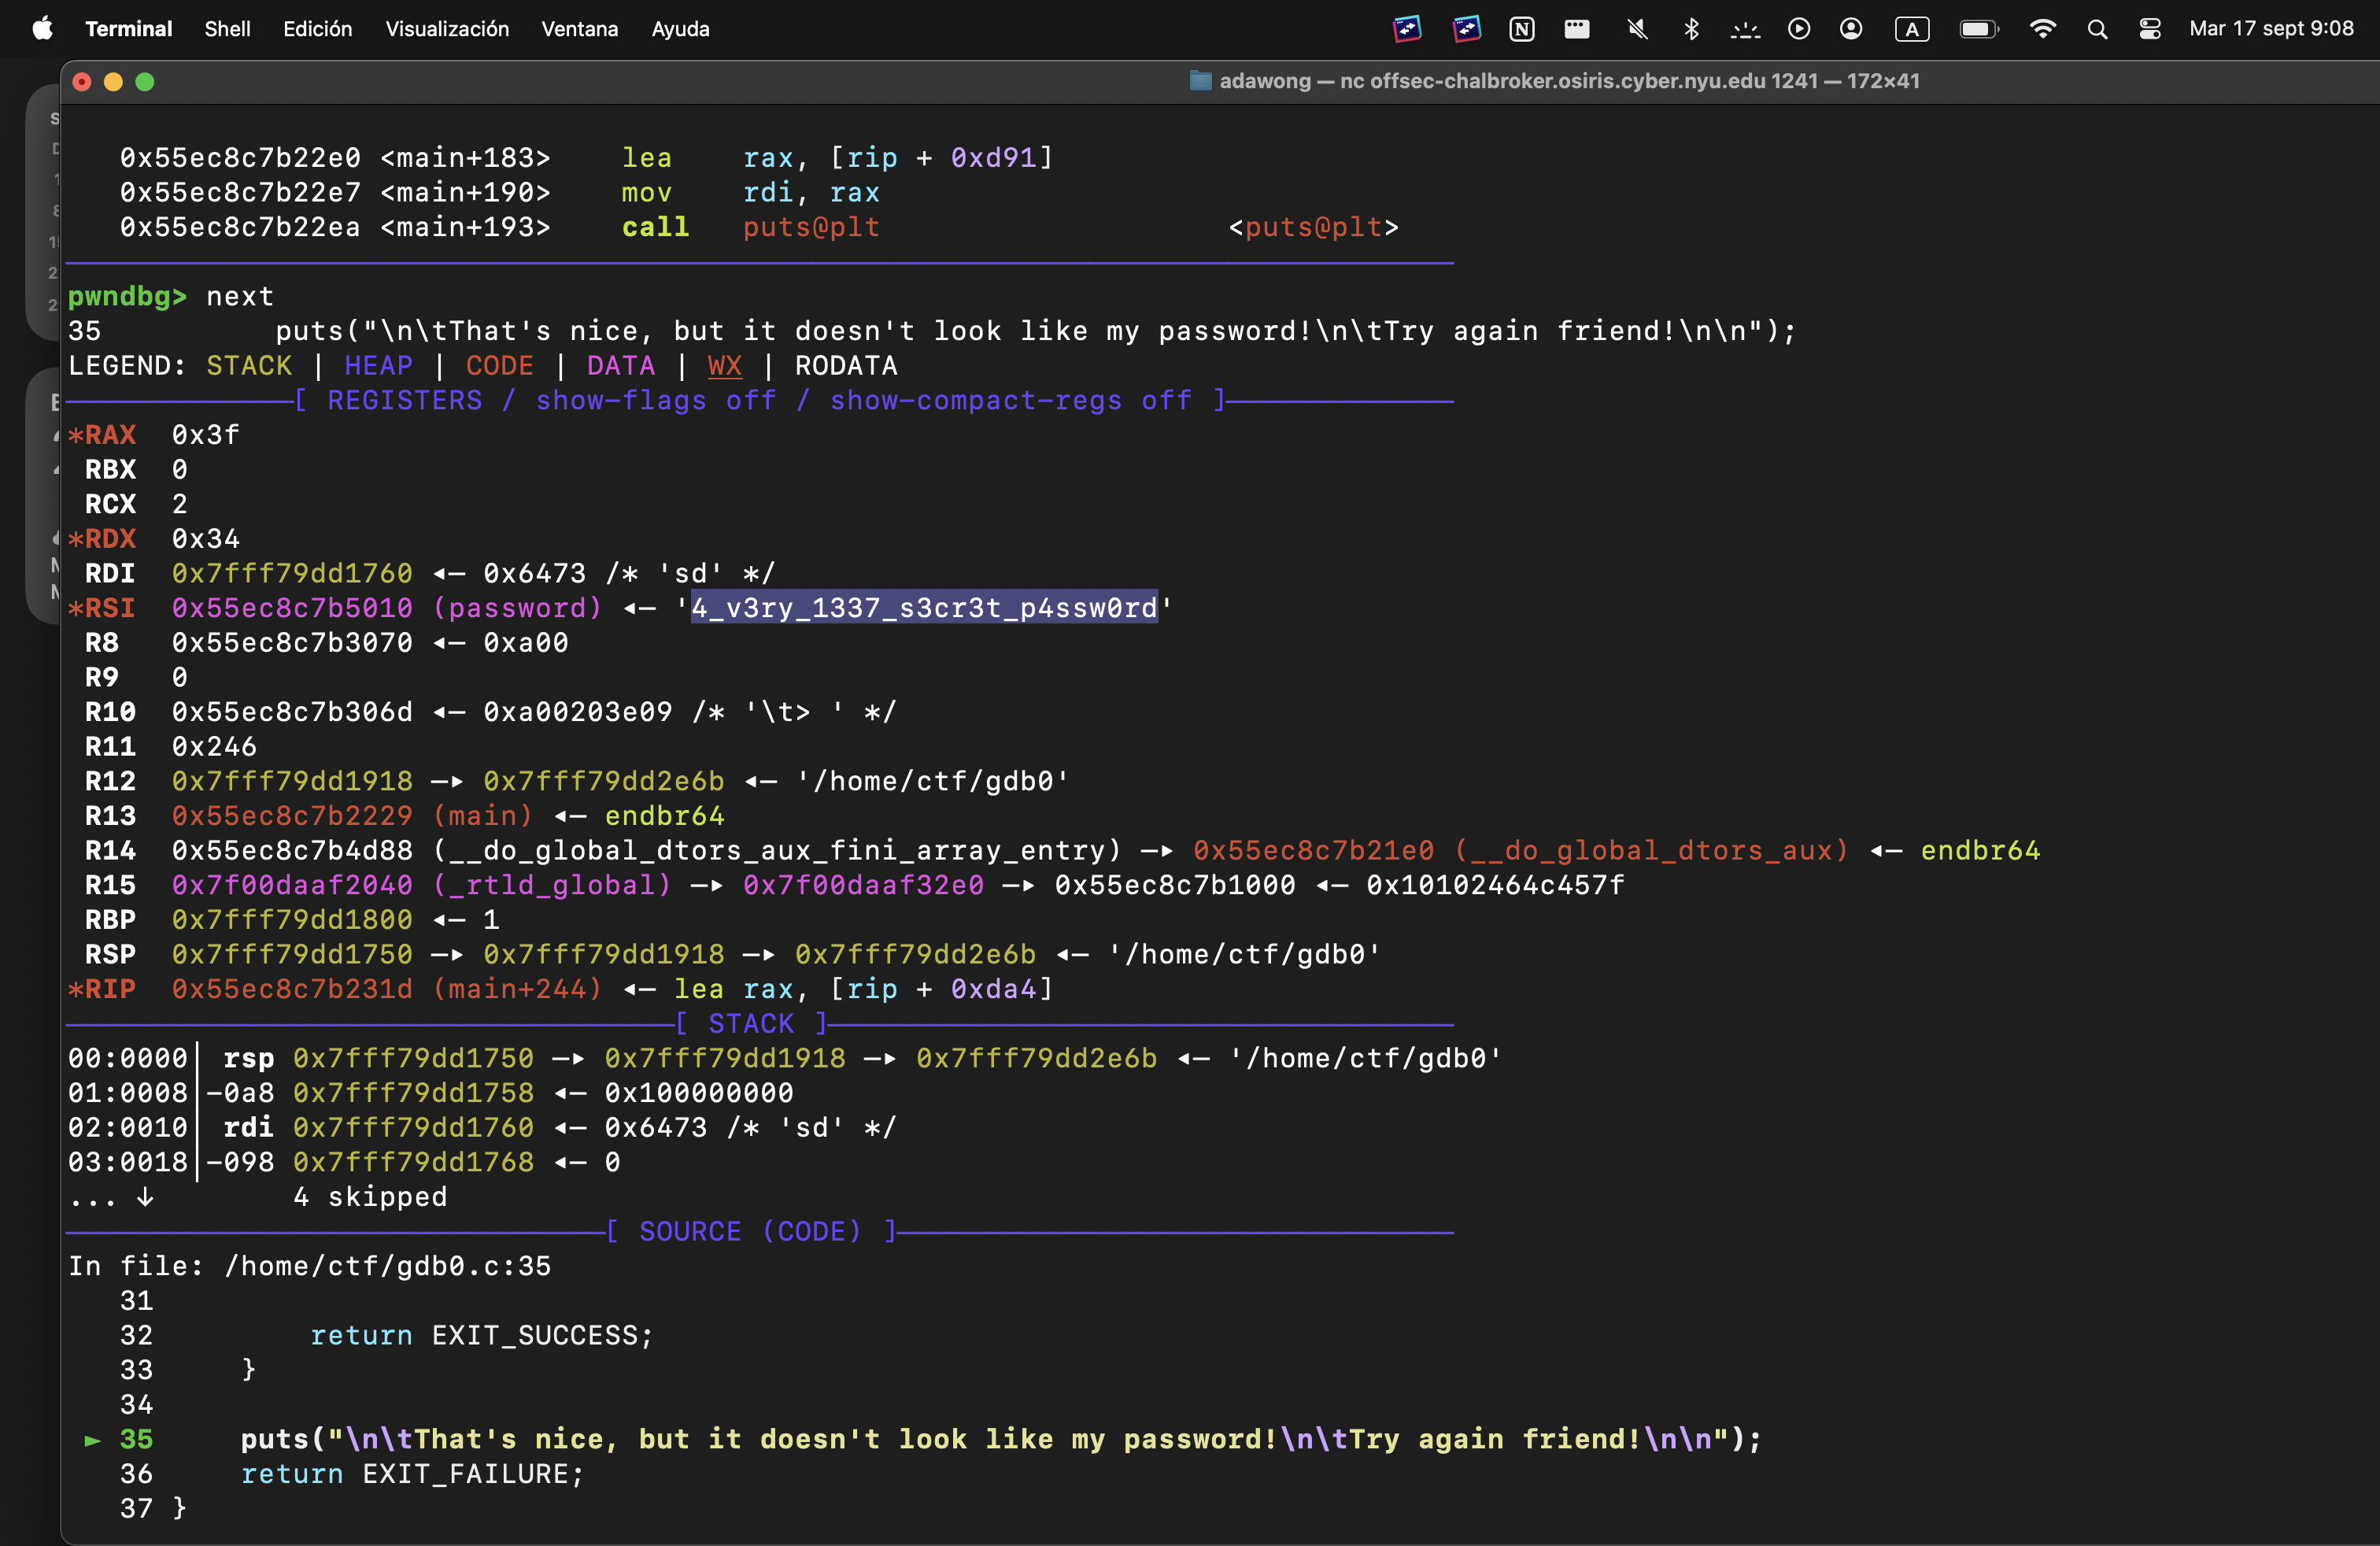 Terminal Shell Edición Visualización Ventana Ayuda A Mar 17 sept 9:08
adawong — nc offsec-chalbroker.osiris.cyber.nyu.edu 1241 — 172×41
0x55ec8c7b22e0 <main+183> lea rax, [rip + 0xd91]
0x55ec8c7b22e7 <main+190> mov rdi, rax
0x55ec8c7b22ea <main+193> call puts@plt <puts@plt>
pwndbg> next
35 puts("\n\tThat's nice, but it doesn't look like my password!\n\tTry again friend!\n\n");
LEGEND: STACK | HEAP | CODE | DATA | WX | RODATA
[ REGISTERS / show-flags off / show-compact-regs off ]
*RAX 0x3f
RBX 0
RCX 2
*RDX 0x34
RDI 0x7fff79dd1760 ◂— 0x6473 /* 'sd' */
*RSI 0x55ec8c7b5010 (password) ◂— '4_v3ry_1337_s3cr3t_p4ssw0rd'
R8 0x55ec8c7b3070 ◂— 0xa00
R9 0
R10 0x55ec8c7b306d ◂— 0xa00203e09 /* '\t> ' */
R11 0x246
R12 0x7fff79dd1918 —▸ 0x7fff79dd2e6b ◂— '/home/ctf/gdb0'
R13 0x55ec8c7b2229 (main) ◂— endbr64
R14 0x55ec8c7b4d88 (__do_global_dtors_aux_fini_array_entry) —▸ 0x55ec8c7b21e0 (__do_global_dtors_aux) ◂— endbr64
R15 0x7f00daaf2040 (_rtld_global) —▸ 0x7f00daaf32e0 —▸ 0x55ec8c7b1000 ◂— 0x10102464c457f
RBP 0x7fff79dd1800 ◂— 1
RSP 0x7fff79dd1750 —▸ 0x7fff79dd1918 —▸ 0x7fff79dd2e6b ◂— '/home/ctf/gdb0'
*RIP 0x55ec8c7b231d (main+244) ◂— lea rax, [rip + 0xda4]
[ STACK ]
00:0000│ rsp 0x7fff79dd1750 —▸ 0x7fff79dd1918 —▸ 0x7fff79dd2e6b ◂— '/home/ctf/gdb0'
01:0008│-0a8 0x7fff79dd1758 ◂— 0x100000000
02:0010│ rdi 0x7fff79dd1760 ◂— 0x6473 /* 'sd' */
03:0018│-098 0x7fff79dd1768 ◂— 0
... ↓ 4 skipped
[ SOURCE (CODE) ]
In file: /home/ctf/gdb0.c:35
31
32 return EXIT_SUCCESS;
33 }
34
► 35 puts("\n\tThat's nice, but it doesn't look like my password!\n\tTry again friend!\n\n");
36 return EXIT_FAILURE;
37 }